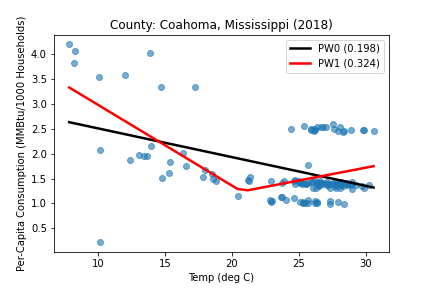 County: Coahoma, Mississippi (2018)
PW0 (0.198)
PW1 (0.324)
Per-Capita Consumption (MMBtu/1000 Households)
4.0
3.5
3.0
2.5
2.0
1.5
1.0
0.5
10 15 20 25 30
Temp (deg C)